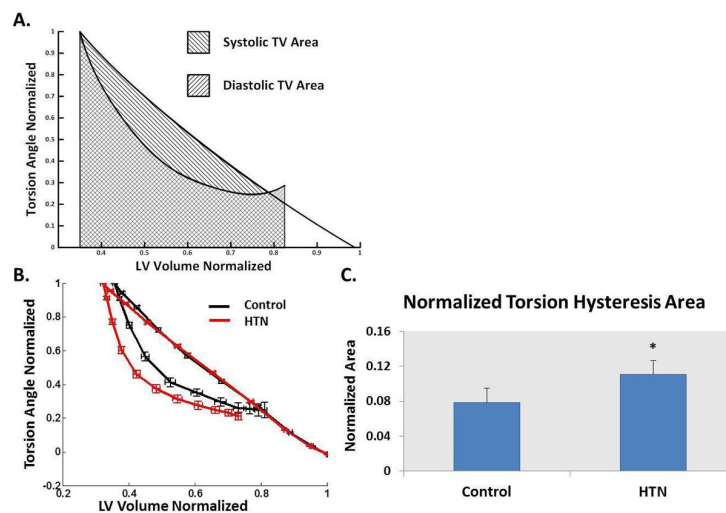 A.
Torsion Angle Normalized
1
0.9
0.8
0.7
0.6
0.5
0.4
0.3
0.2
0.1
0
Systolic TV Area
Diastolic TV Area
0.4 0.5 0.6 0.7 0.8 0.9 1
LV Volume Normalized
B.
Torsion Angle Normalized
1
0.8
0.6
0.4
0.2
0
-0.2
Control
HTN
0.2 0.4 0.6 0.8 1
LV Volume Normalized
C.
Normalized Torsion Hysteresis Area
Normalized Area
0.16
0.12
0.08
0.04
0
*
Control HTN